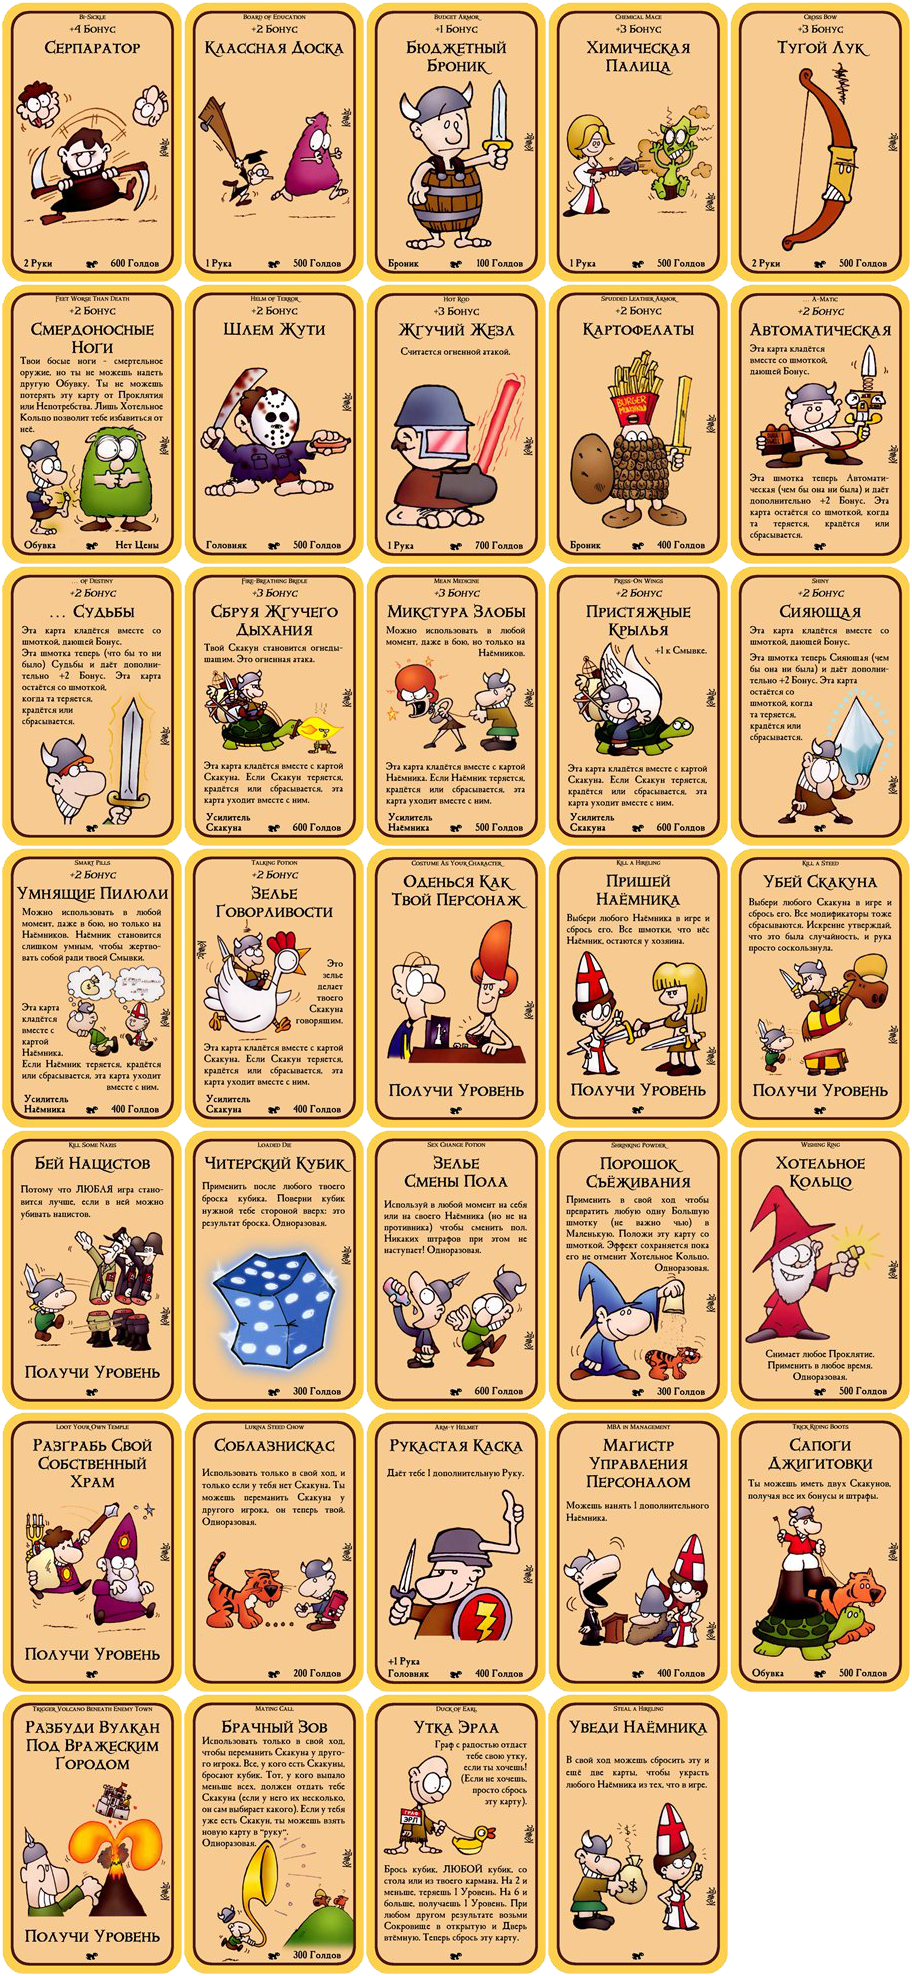 Bi-Sickle
+4 Бонус
Серпаратор
2 Руки
600 Голдов
Board of Education
+2 Бонус
Классная Доска
1 Рука
500 Голдов
Budget Armor
+1 Бонус
Бюджетный
Броник
Броник
100 Голдов
Chemical Mace
+3 Бонус
Химическая
Палица
1 Рука
500 Голдов
Cross Bow
+3 Бонус
Тугой Лук
2 Руки
500 Голдов
Feet Worse Than Death
+2 Бонус
Смердоносные
Ноги
Твои босые ноги - смертельное
оружие, но ты не можешь надеть
другую Обувку. Ты не можешь
потерять эту карту от Проклятия
или Непотребства. Лишь Хотельное
Кольцо позволит тебе избавиться от
неё.
Обувка
Нет Цены
Helm of Terror
+2 Бонус
Шлем Жути
Головняк
500 Голдов
Hot Rod
+3 Бонус
Жгучий Жезл
Считается огненной атакой.
1 Рука
700 Голдов
Spudded Leather Armor
+2 Бонус
Картофелаты
BURGER
Броник
400 Голдов
... A-Matic
+2 Бонус
Автоматическая
Эта карта кладётся
вместе со шмоткой,
дающей Бонус.
Эта шмотка теперь Автомати-
ческая (чем бы она ни была) и даёт
дополнительно +2 Бонус. Эта
карта остаётся со шмоткой, когда
та теряется, крадётся или
сбрасывается.
... of Destiny
+2 Бонус
... Судьбы
Эта карта кладётся вместе со
шмоткой, дающей Бонус.
Эта шмотка теперь (что бы то ни
было) Судьбы и даёт дополни-
тельно +2 Бонус. Эта карта
остаётся со шмоткой,
когда та теряется,
крадётся или
сбрасывается.
Fire-Breathing Bridle
+3 Бонус
Сбруя Жгучего
Дыхания
Твой Скакун становится огнеды-
шащим. Это огненная атака.
Эта карта кладётся вместе с картой
Скакуна. Если Скакун теряется,
крадётся или сбрасывается, эта
карта уходит вместе с ним.
Усилитель
Скакуна
600 Голдов
Mean Medicine
+3 Бонус
Микстура Злобы
Можно использовать в любой
момент, даже в бою, но только на
Наёмников.
Эта карта кладётся вместе с картой
Наёмника. Если Наёмник теряется,
крадётся или сбрасывается, эта
карта уходит вместе с ним.
Усилитель
Наёмника
500 Голдов
Press-On Wings
+2 Бонус
Пристяжные
Крылья
+1 к Смывке.
Эта карта кладётся вместе с картой
Скакуна. Если Скакун теряется,
крадётся или сбрасывается, эта
карта уходит вместе с ним.
Усилитель
Скакуна
600 Голдов
Shiny
+2 Бонус
Сияющая
Эта карта кладётся вместе со
шмоткой, дающей Бонус.
Эта шмотка теперь Сияющая (чем
бы она ни была) и даёт дополни-
тельно +2 Бонус. Эта карта
остаётся со
шмоткой, когда
та теряется,
крадётся или
сбрасывается.
Smart Pills
+2 Бонус
Умнящие Пилюли
Можно использовать в любой
момент, даже в бою, но только на
Наёмников. Наёмник становится
слишком умным, чтобы жертво-
вать собой ради твоей Смывки.
Эта карта
кладётся
вместе с
картой
Наёмника.
Если Наёмник теряется, крадётся
или сбрасывается, эта карта уходит
вместе с ним.
Усилитель
Наёмника
400 Голдов
Talking Potion
+2 Бонус
Зелье
Говорливости
Это
зелье
делает
твоего
Скакуна
говорящим.
Эта карта кладётся вместе с картой
Скакуна. Если Скакун теряется,
крадётся или сбрасывается, эта
карта уходит вместе с ним.
Усилитель
Скакуна
400 Голдов
Costume As Your Character
Оденься Как
Твой Персонаж
Получи Уровень
Kill a Hireling
Пришей
Наёмника
Выбери любого Наёмника в игре и
сбрось его. Все шмотки, что нёс
Наёмник, остаются у хозяина.
Получи Уровень
Kill a Steed
Убей Скакуна
Выбери любого Скакуна в игре и
сбрось его. Все модификаторы тоже
сбрасываются. Искренне утверждай,
что это была случайность, и рука
просто соскользнула.
Получи Уровень
Kill Some Nazis
Бей Нацистов
Потому что ЛЮБАЯ игра стано-
вится лучше, если в ней можно
убивать нацистов.
Получи Уровень
Loaded Die
Читерский Кубик
Применить после любого твоего
броска кубика. Поверни кубик
нужной тебе стороной вверх: это
результат броска. Одноразовая.
300 Голдов
Sex Change Potion
Зелье
Смены Пола
Используй в любой момент на себя
или на своего Наёмника (но не на
противника) чтобы сменить пол.
Никаких штрафов при этом не
наступает! Одноразовая.
600 Голдов
Shrinking Powder
Порошок
Съёживания
Применить в свой ход чтобы
превратить любую одну Большую
шмотку (не важно чью) в
Маленькую. Положи эту карту со
шмоткой. Эффект сохраняется пока
его не отменит Хотельное Кольцо.
Одноразовая.
300 Голдов
Wishing Ring
Хотельное
Кольцо
Снимает любое Проклятие.
Применить в любое время.
Одноразовая.
500 Голдов
Loot Your Own Temple
Разграбь Свой
Собственный
Храм
Получи Уровень
Lurina Steed Chow
Соблазнискас
Использовать только в свой ход, и
только если у тебя нет Скакуна. Ты
можешь переманить Скакуна у
другого игрока, он теперь твой.
Одноразовая.
200 Голдов
Arm-y Helmet
Рукастая Каска
Даёт тебе 1 дополнительную Руку.
+1 Рука
Головняк
400 Голдов
MBA in Management
Магистр
Управления
Персоналом
Можешь нанять 1 дополнительного
Наёмника.
400 Голдов
Trick Riding Boots
Сапоги
Джигитовки
Ты можешь иметь двух Скакунов,
получая все их бонусы и штрафы.
Обувка
500 Голдов
Trigger Volcano Beneath Enemy Town
Разбуди Вулкан
Под Вражеским
Городом
Получи Уровень
Mating Call
Брачный Зов
Использовать только в свой ход,
чтобы переманить Скакуна у друго-
го игрока. Все, у кого есть Скакуны,
бросают кубик. Тот, у кого выпало
меньше всех, должен отдать тебе
Скакуна (если у него их несколько,
он сам выбирает какого). Если у тебя
уже есть Скакун, ты можешь взять
новую карту в "руку".
Одноразовая.
300 Голдов
Duck of Earl
Утка Эрла
Граф с радостью отдаст
тебе свою утку,
если ты хочешь!
(Если не хочешь,
просто сбрось
эту карту).
ГРАФ
ЭРЛ
Брось кубик, ЛЮБОЙ кубик, со
стола или из твоего кармана. На 2 и
меньше, теряешь 1 Уровень. На 6 и
больше, получаешь 1 Уровень. При
любом другом результате возьми
Сокровище в открытую и Дверь
втёмную. Теперь сбрось эту карту.
Steal a Hireling
Уведи Наёмника
В свой ход можешь сбросить эту и
ещё две карты, чтобы украсть
любого Наёмника из тех, что в игре.